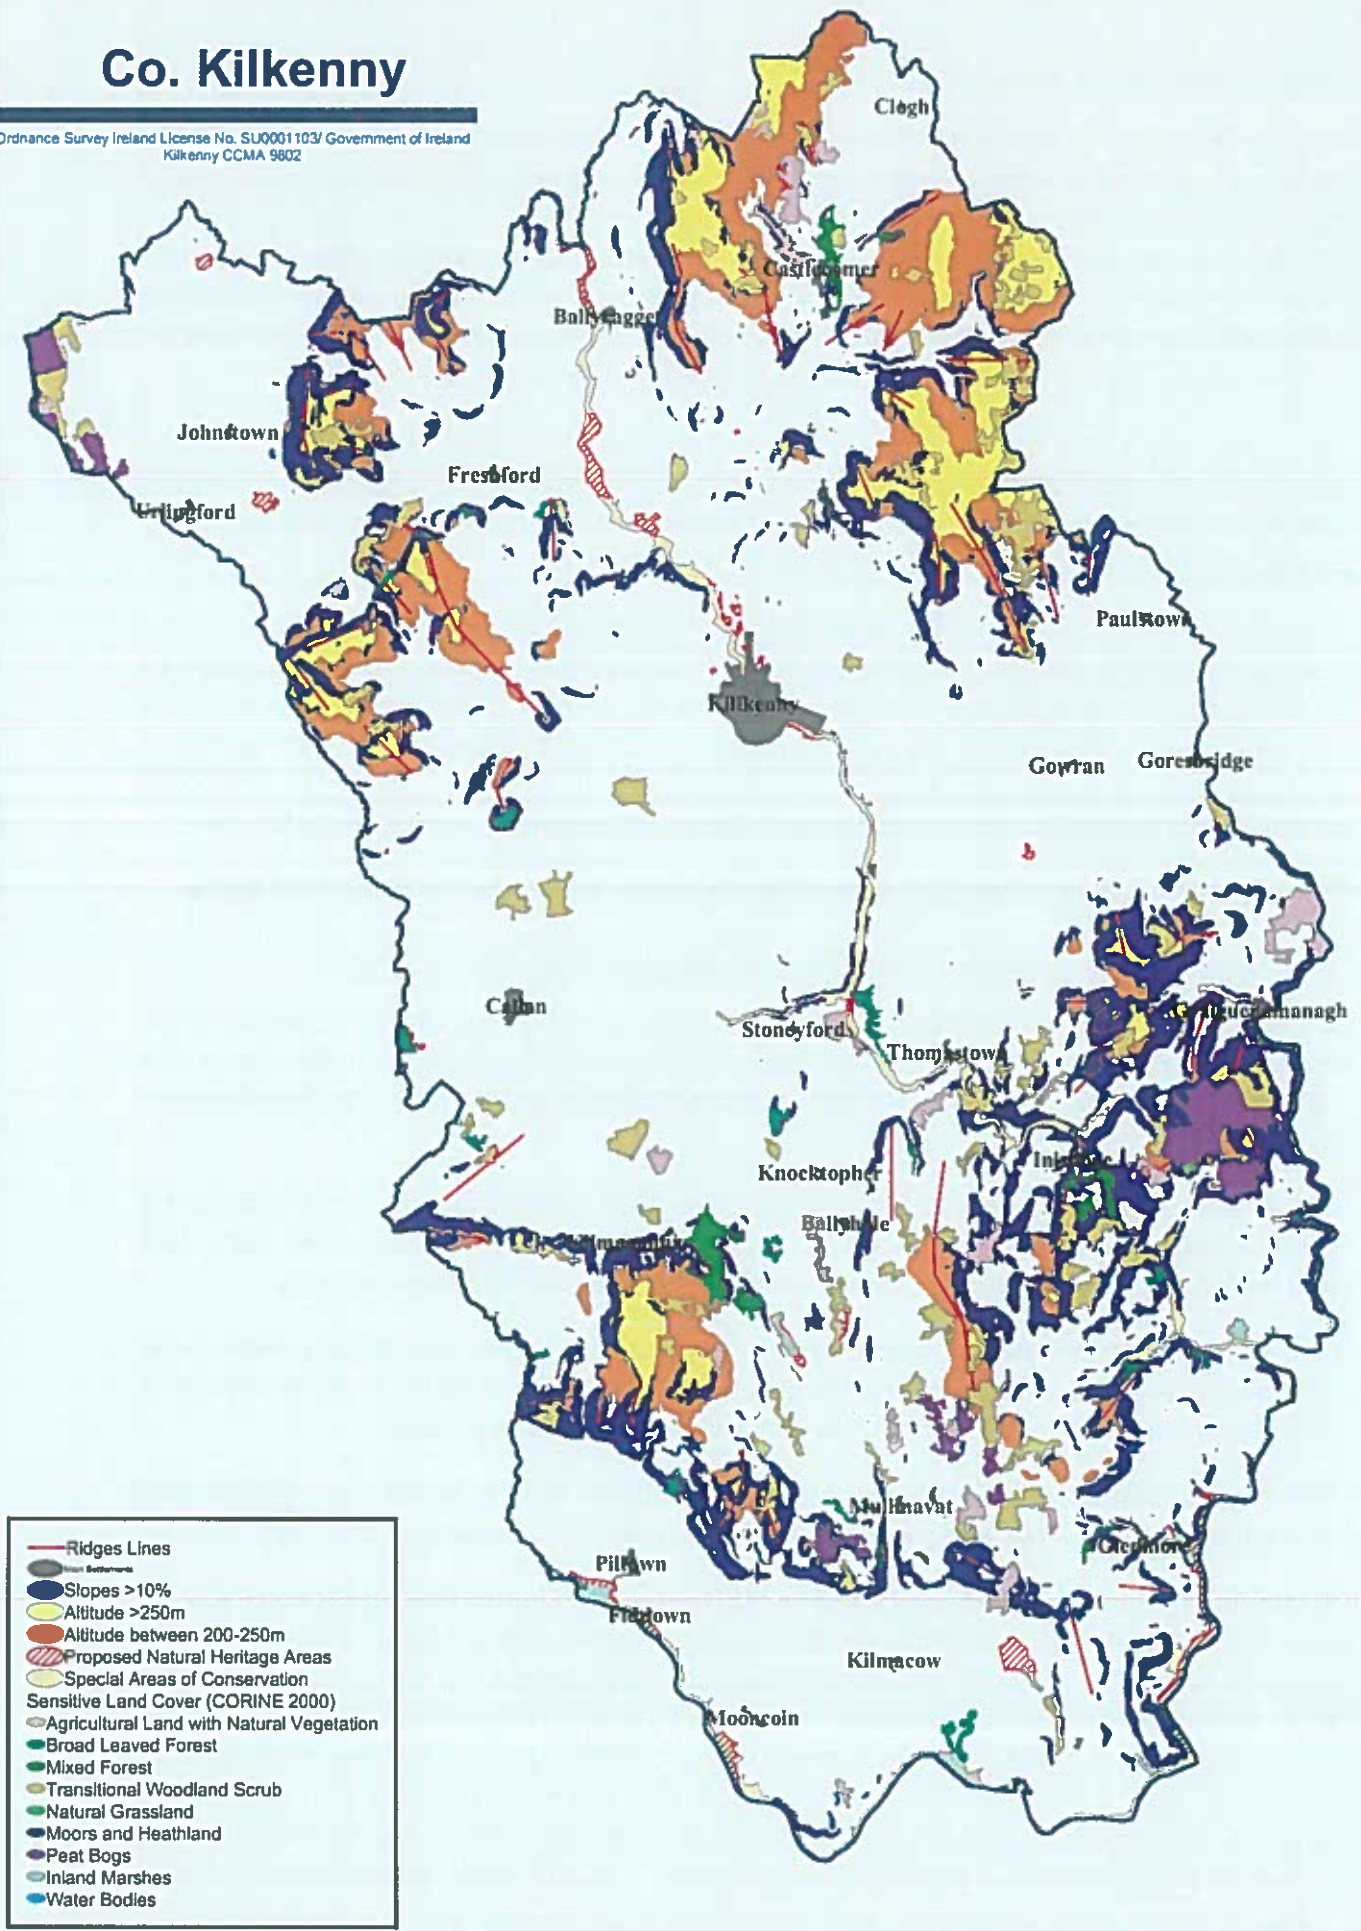 Co. Kilkenny
Ordnance Survey Ireland License No. SU0001103/ Government of Ireland
Kilkenny CCMA 9802
Clogh
Castlecomer
Ballyragget
Johnstown
Freshford
Urlingford
Paulstown
Kilkenny
Gowran
Goresbridge
Callan
Graiguenamanagh
Stoneyford
Thomastown
Inistioge
Knocktopher
Ballyhale
Mullinavat
Glenmore
Piltown
Fiddown
Kilmacow
Mooncoin
Ridges Lines
Main Settlements
Slopes >10%
Altitude >250m
Altitude between 200-250m
Proposed Natural Heritage Areas
Special Areas of Conservation
Sensitive Land Cover (CORINE 2000)
Agricultural Land with Natural Vegetation
Broad Leaved Forest
Mixed Forest
Transitional Woodland Scrub
Natural Grassland
Moors and Heathland
Peat Bogs
Inland Marshes
Water Bodies